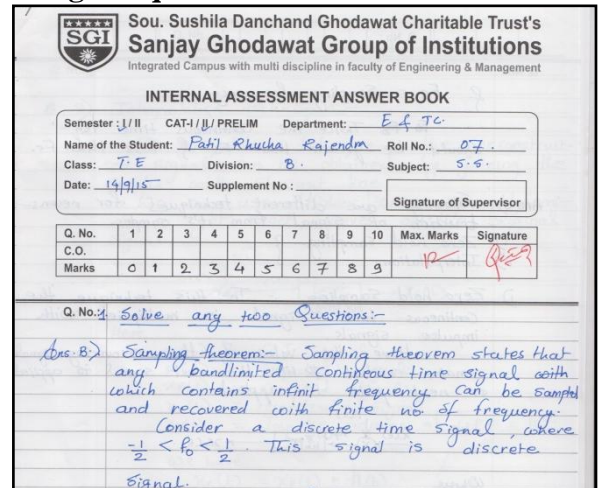 SGI
Sou. Sushila Danchand Ghodawat Charitable Trust's
Sanjay Ghodawat Group of Institutions
Integrated Campus with multi discipline in faculty of Engineering & Management
INTERNAL ASSESSMENT ANSWER BOOK
Semester : I / II CAT-I / II / PRELIM Department: E & TC.
Name of the Student: Patil Rhucha Rajendra Roll No.: 07.
Class: T.E Division: B. Subject: S.S.
Date: 14/9/15 Supplement No :
Signature of Supervisor
Q. No. 1 2 3 4 5 6 7 8 9 10 Max. Marks Signature
C.O.
Marks 0 1 2 3 4 5 6 7 8 9 12
Q. No.:1 Solve any two Questions:-
Ans. B.) Sampling theorem:- Sampling theorem states that
any bandlimited contineous time signal with
which contains infinit frequency can be sampled
and recovered with finite no of frequency.
Consider a discrete time signal, where
-1/2 < f₀ < 1/2. This signal is discrete
signal.